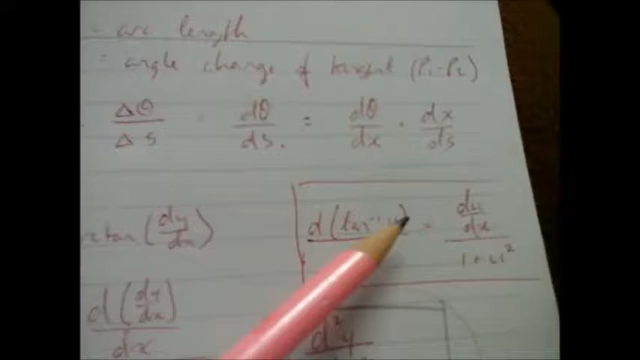 = arc length
= angle change of tangent (P₁-P₂)
Δθ/Δs · dθ/ds. = dθ/dx · dx/ds
arctan(dy/dx)
d(tan⁻¹u) = (du/dx)/(1+u²)
d(dy/dx)/dx
d²y